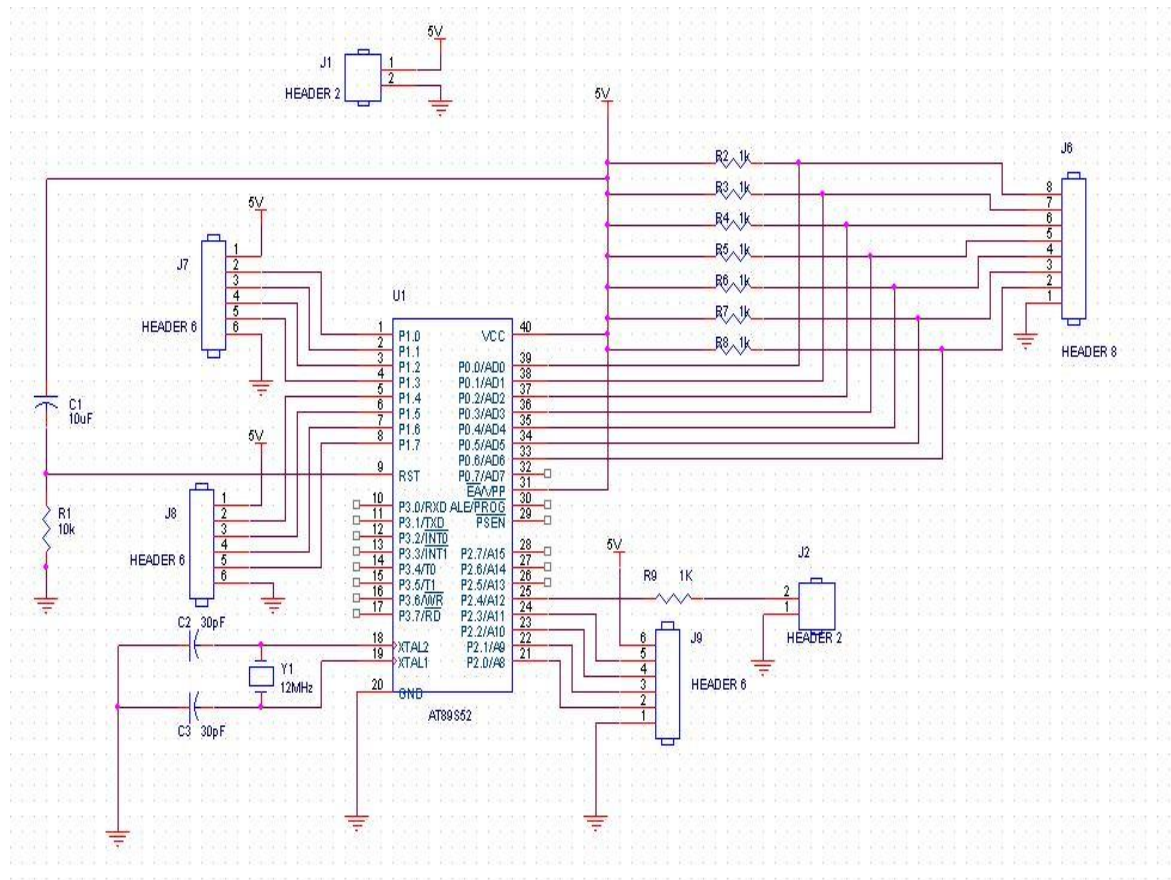 5V
J1
1
2
HEADER 2
5V
R2 1k
R3 1k
R4 1k
R5 1k
R6 1k
R7 1k
R8 1k
J6
8
7
6
5
4
3
2
1
HEADER 8
5V
J7
1
2
3
4
5
6
HEADER 6
C1
10uF
R1
10k
5V
J8
1
2
3
4
5
6
HEADER 6
U1
1 P1.0
2 P1.1
3 P1.2
4 P1.3
5 P1.4
6 P1.5
7 P1.6
8 P1.7
9 RST
10 P3.0/RXD
11 P3.1/TXD
12 P3.2/INT0
13 P3.3/INT1
14 P3.4/T0
15 P3.5/T1
16 P3.6/WR
17 P3.7/RD
18 XTAL2
19 XTAL1
20 GND
VCC 40
P0.0/AD0 39
P0.1/AD1 38
P0.2/AD2 37
P0.3/AD3 36
P0.4/AD4 35
P0.5/AD5 34
P0.6/AD6 33
P0.7/AD7 32
EA/VPP 31
ALE/PROG 30
PSEN 29
P2.7/A15 28
P2.6/A14 27
P2.5/A13 26
P2.4/A12 25
P2.3/A11 24
P2.2/A10 23
P2.1/A9 22
P2.0/A8 21
AT89S52
C2 30pF
Y1
12MHz
C3 30pF
5V
R9 1K
J2
2
1
HEADER 2
J9
6
5
4
3
2
1
HEADER 6